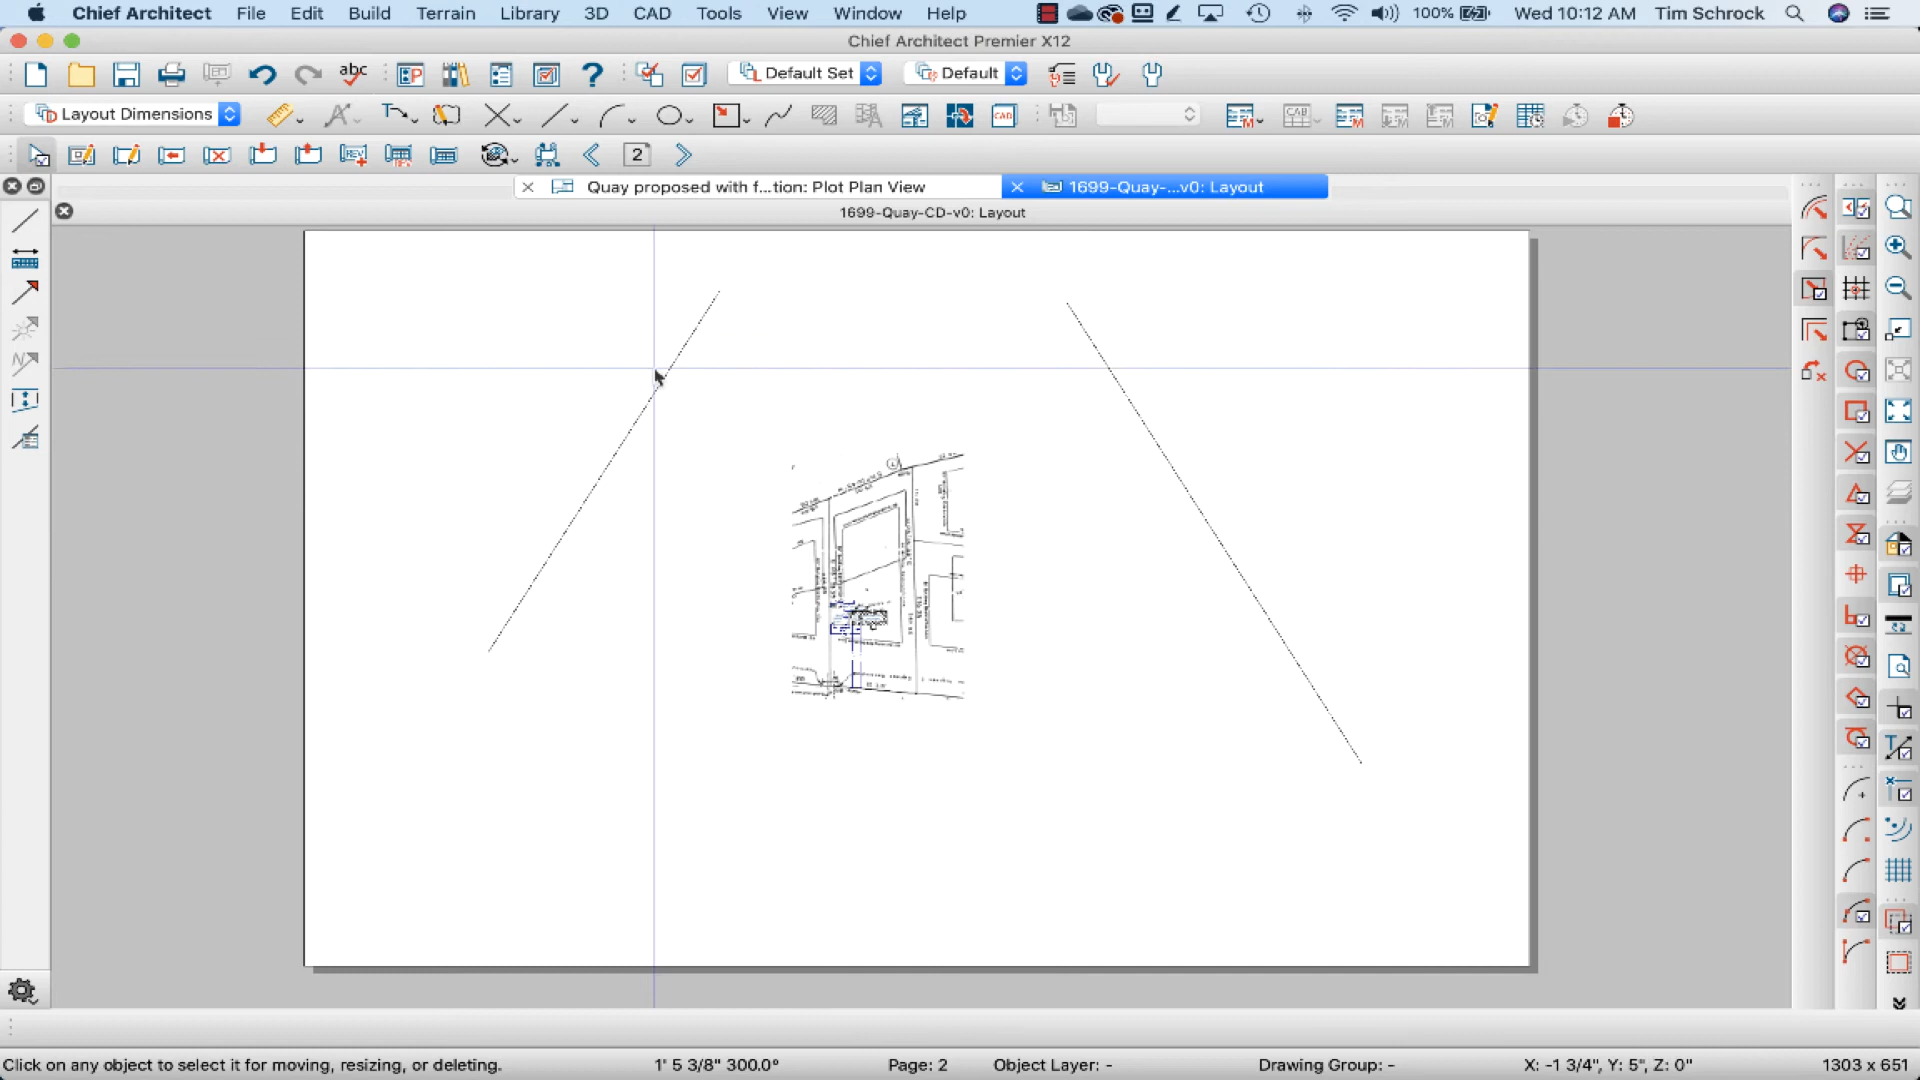 Chief Architect File Edit Build Terrain Library 3D CAD Tools View Window Help 100% Wed 10:12 AM Tim Schrock
Chief Architect Premier X12
abc Default Set Default
Layout Dimensions CAD CAB
REV 2
Quay proposed with f...tion: Plot Plan View 1699-Quay-...v0: Layout
1699-Quay-CD-v0: Layout
Click on any object to select it for moving, resizing, or deleting. 1' 5 3/8" 300.0° Page: 2 Object Layer: - Drawing Group: - X: -1 3/4", Y: 5", Z: 0" 1303 x 651